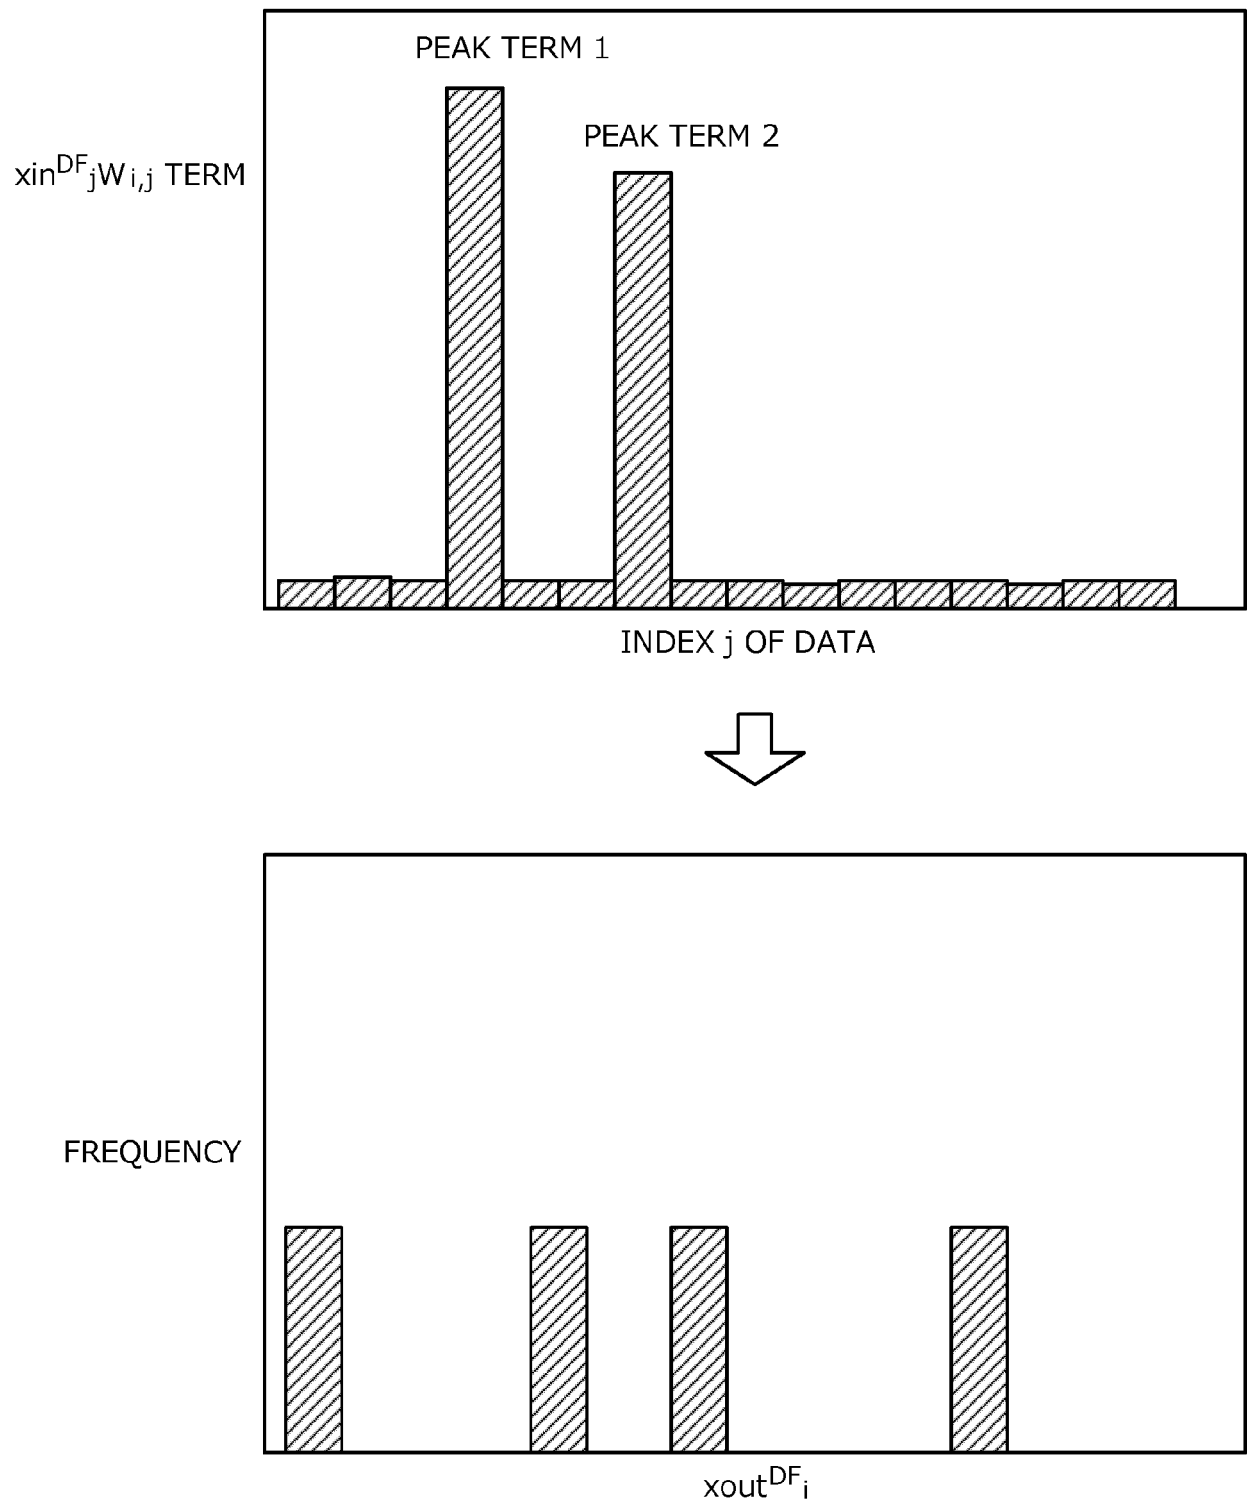 PEAK TERM 1
PEAK TERM 2
xin^DF_jW_i,j TERM
INDEX j OF DATA
FREQUENCY
xout^DF_i